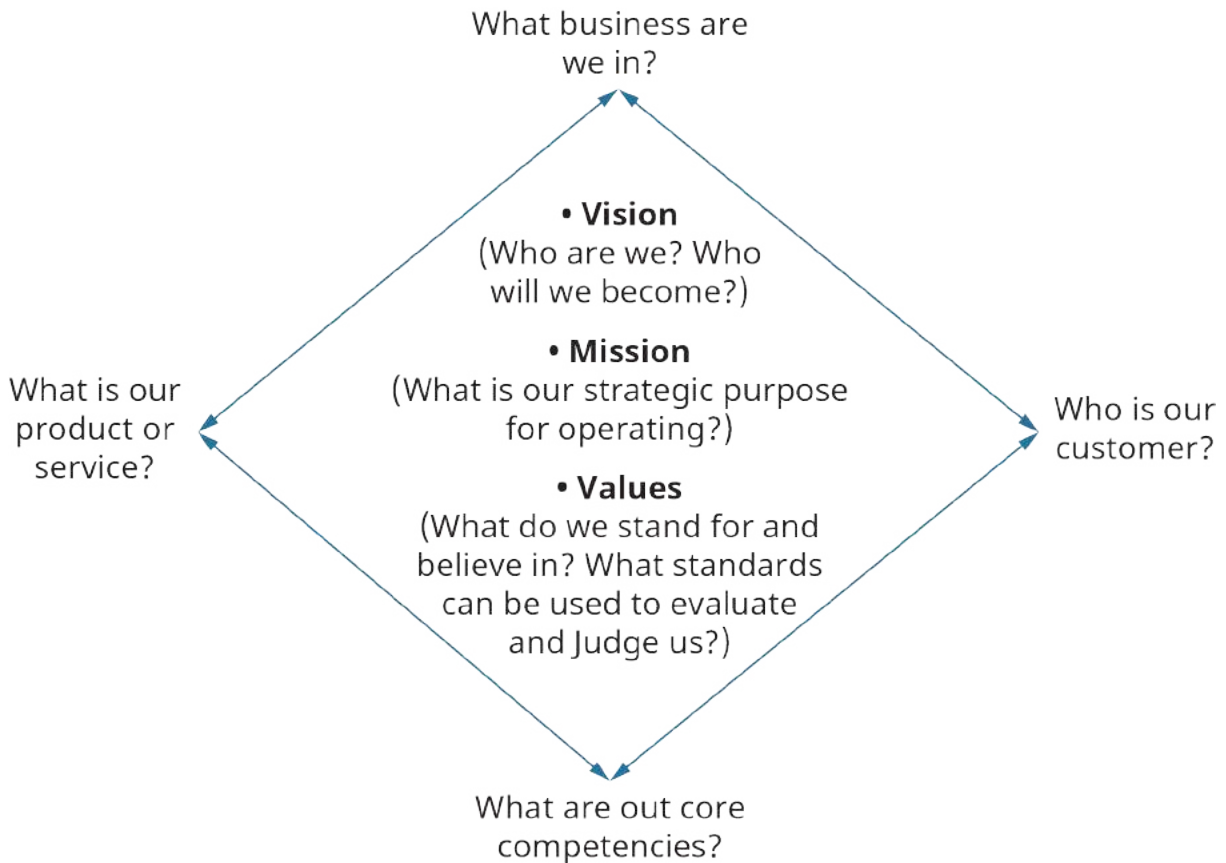 What business are
we in?
• Vision
(Who are we? Who
will we become?)
• Mission
(What is our strategic purpose
for operating?)
What is our
product or
service?
Who is our
customer?
• Values
(What do we stand for and
believe in? What standards
can be used to evaluate
and Judge us?)
What are out core
competencies?